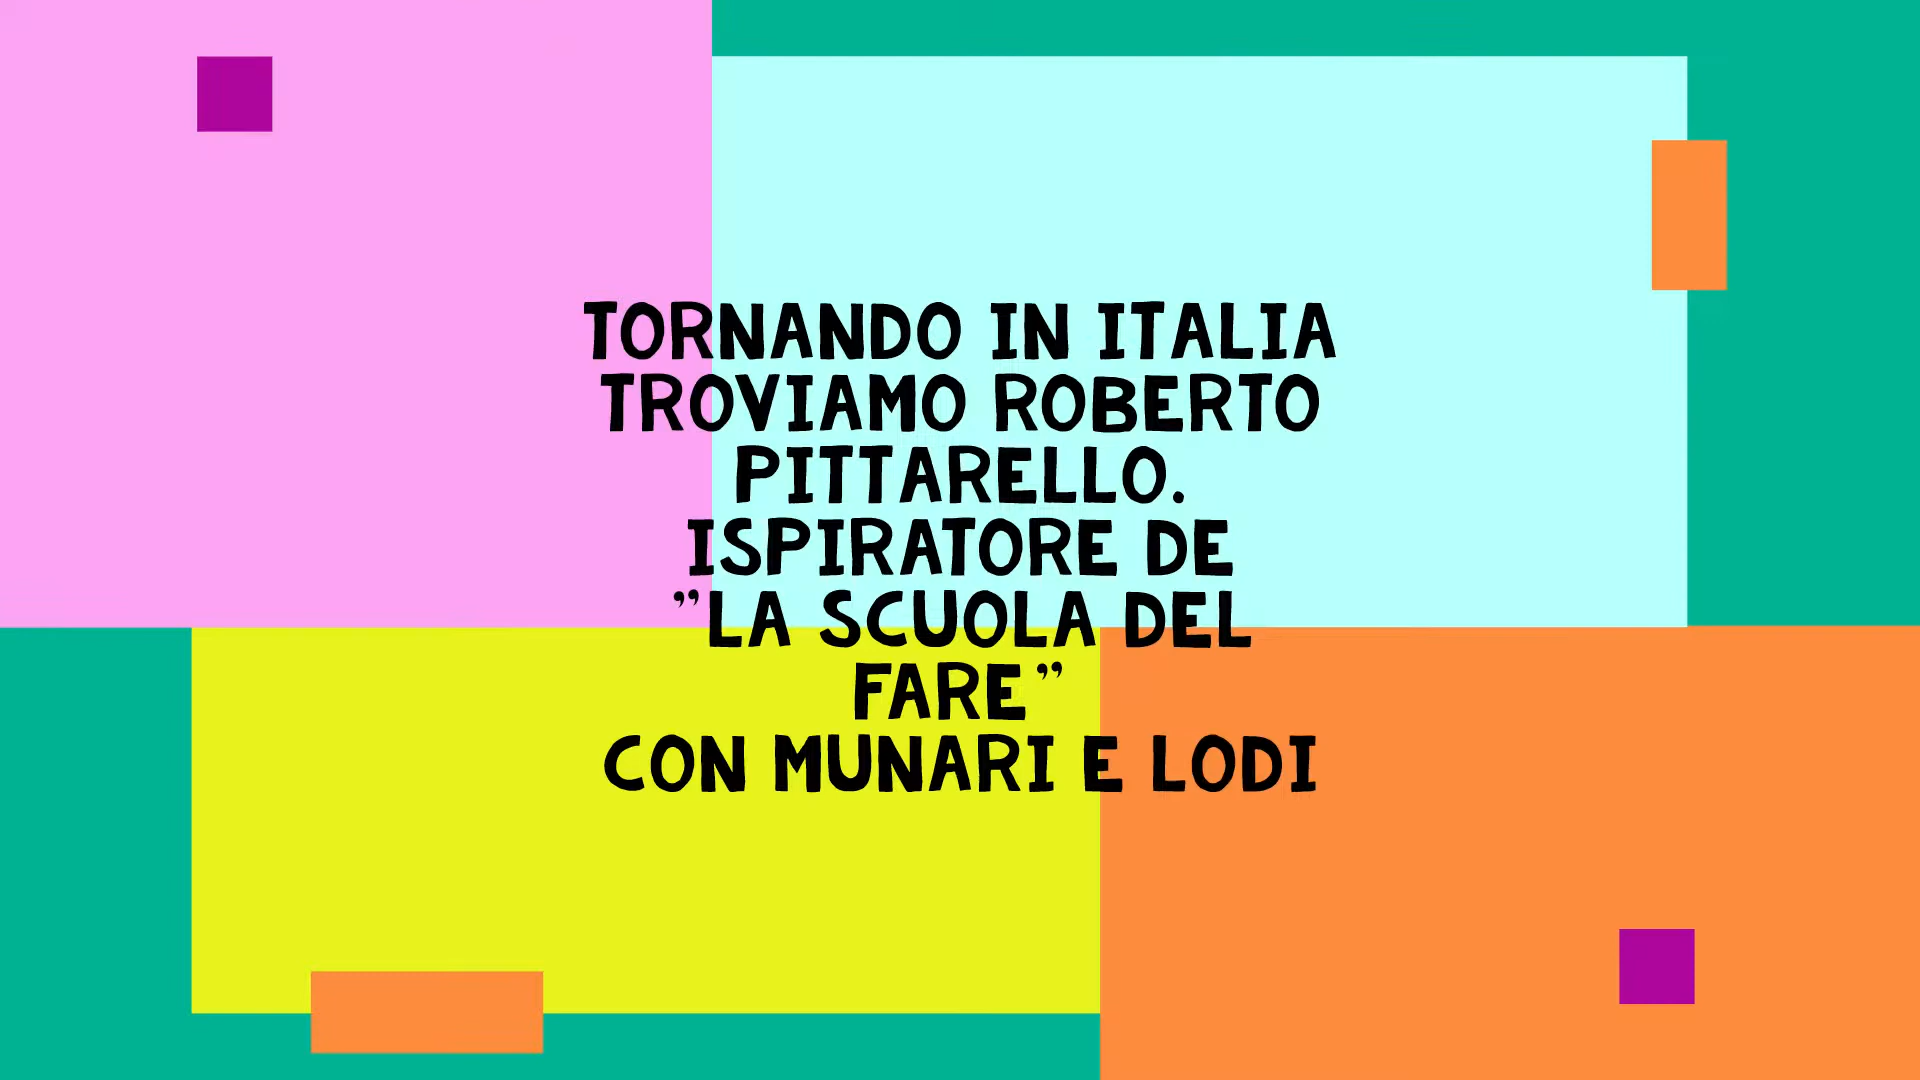 TORNANDO IN ITALIA
TROVIAMO ROBERTO
PITTARELLO.
ISPIRATORE DE
”LA SCUOLA DEL
FARE”
CON MUNARI E LODI